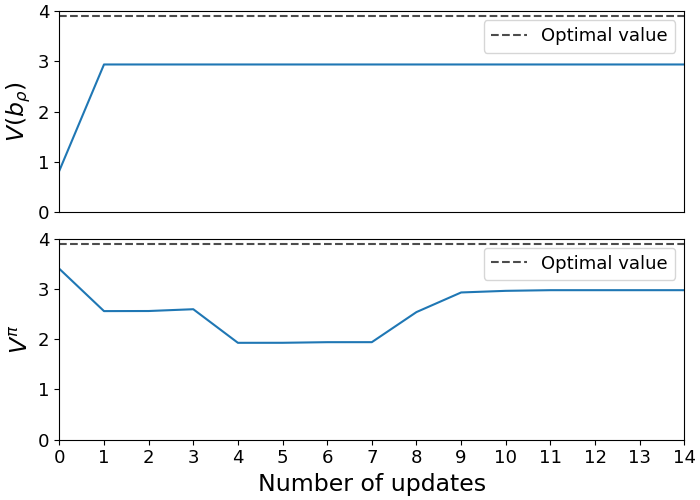 4
3
2
1
0
V(b_ρ)
Optimal value
4
3
2
1
0
V^π
Optimal value
0 1 2 3 4 5 6 7 8 9 10 11 12 13 14
Number of updates